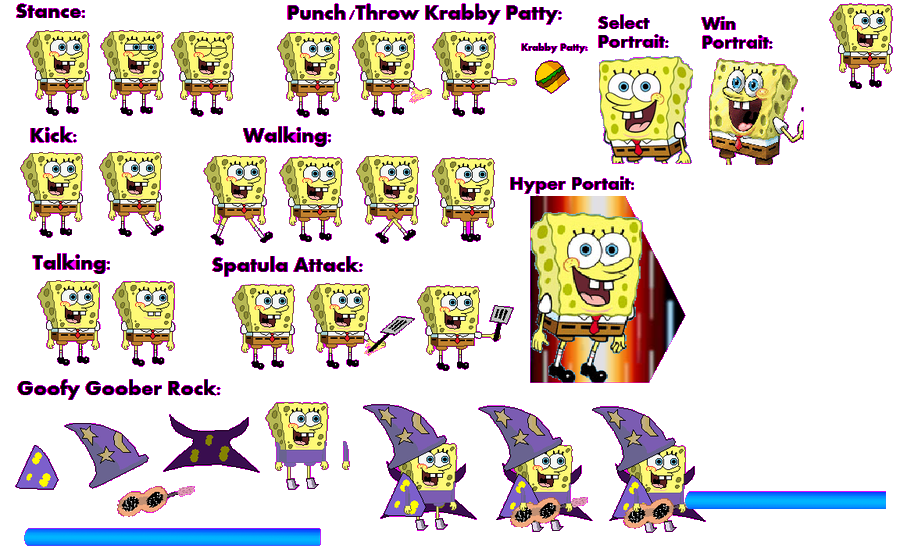 Stance:
Punch/Throw Krabby Patty:
Krabby Patty:
Select
Portrait:
Win
Portrait:
Kick:
Walking:
Hyper Portait:
Talking:
Spatula Attack:
Goofy Goober Rock: